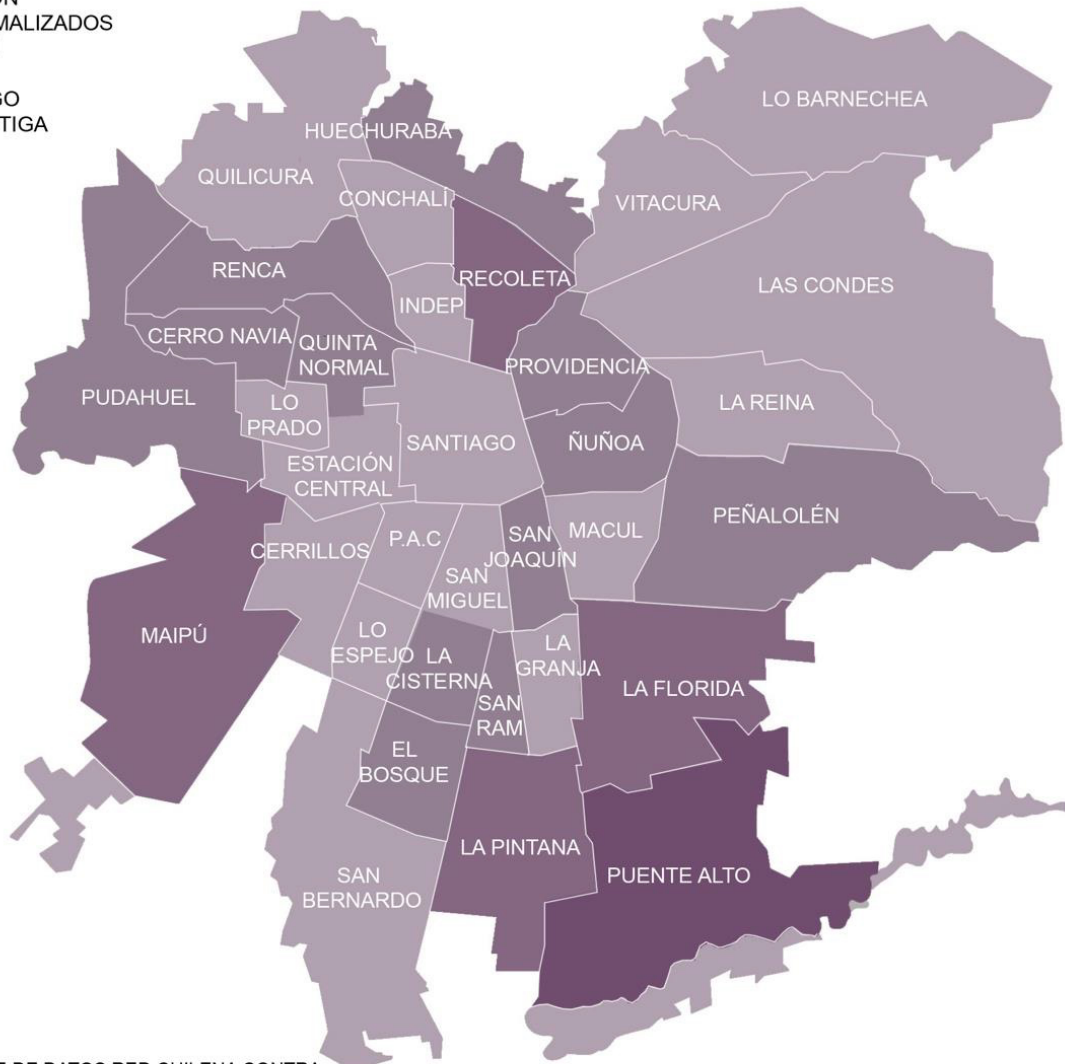 MALIZADOS
GO
TIGA
LO BARNECHEA
HUECHURABA
QUILICURA
CONCHALÍ
VITACURA
RENCA
RECOLETA
LAS CONDES
INDEP
CERRO NAVIA
QUINTA
NORMAL
PROVIDENCIA
PUDAHUEL
LO
PRADO
LA REINA
SANTIAGO
ÑUÑOA
ESTACIÓN
CENTRAL
PEÑALOLÉN
CERRILLOS
P.A.C
SAN
JOAQUÍN
MACUL
SAN
MIGUEL
MAIPÚ
LO
ESPEJO
LA
CISTERNA
LA
GRANJA
SAN
RAM
LA FLORIDA
EL
BOSQUE
LA PINTANA
PUENTE ALTO
SAN
BERNARDO